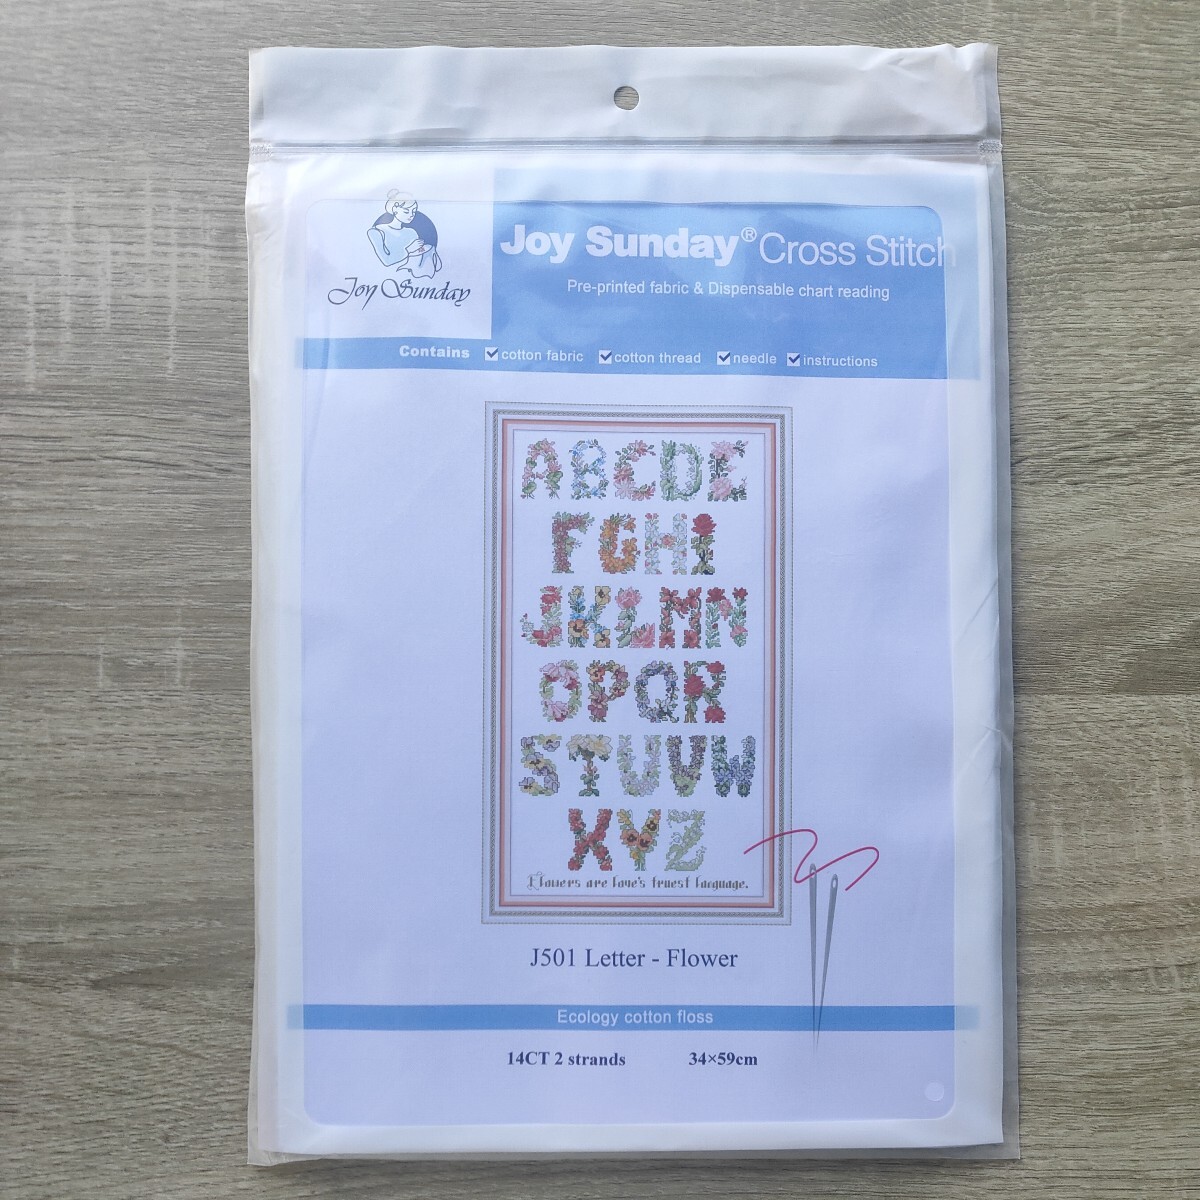 Joy Sunday
Joy Sunday® Cross Stitch
Pre-printed fabric & Dispensable chart reading
Contains cotton fabric cotton thread needle instructions
ABCDE
FGHI
JKLMN
OPQR
STUVW
XYZ
Flowers are love's truest language.
J501 Letter - Flower
Ecology cotton floss
14CT 2 strands 34×59cm